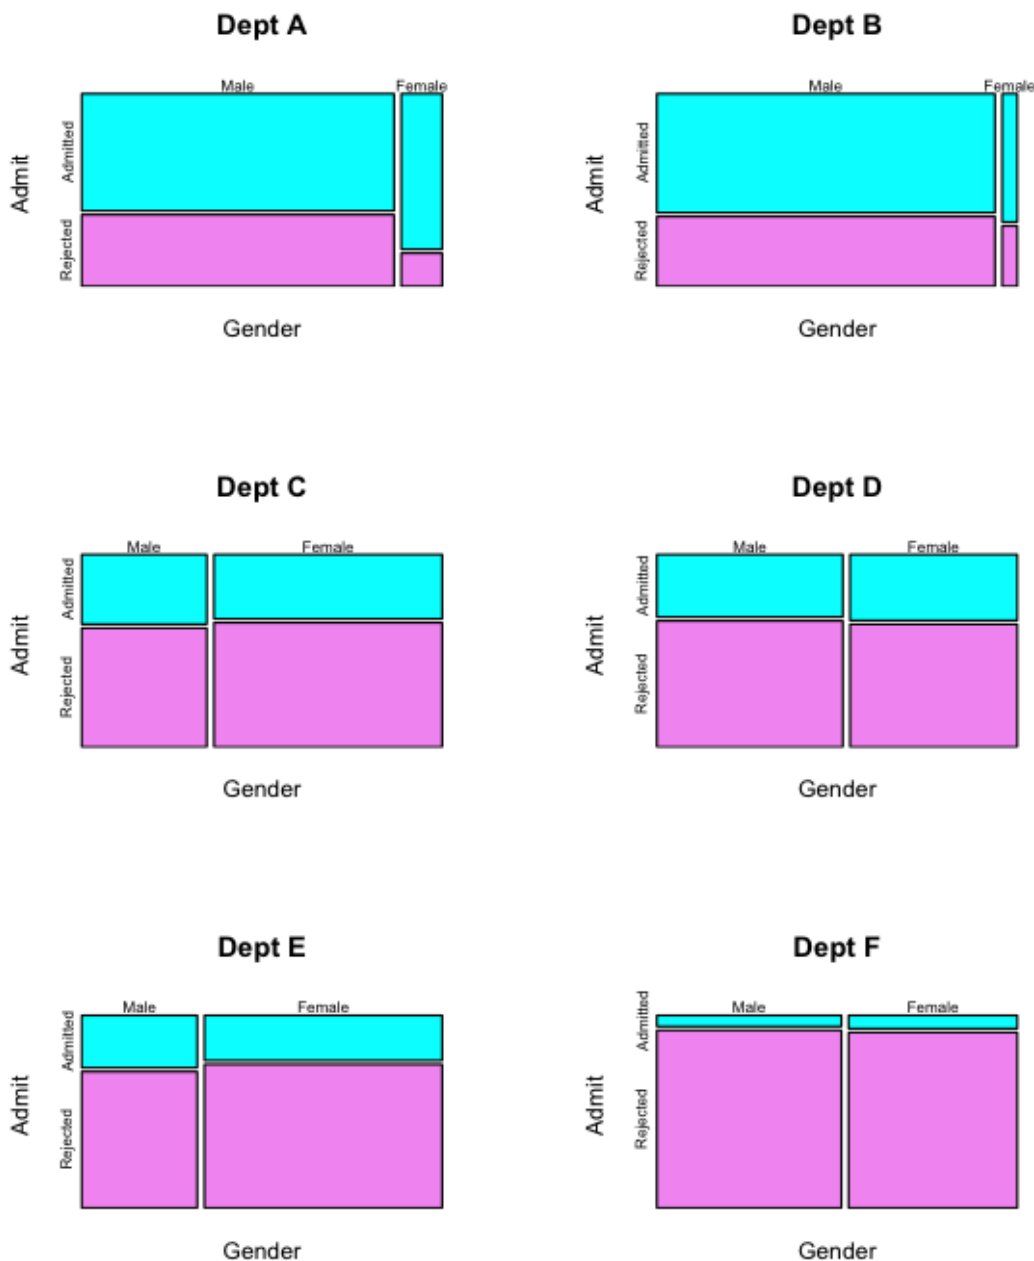 Dept A
Male Female
Admit
Admitted
Rejected
Gender
Dept B
Male Female
Admit
Admitted
Rejected
Gender
Dept C
Male Female
Admit
Admitted
Rejected
Gender
Dept D
Male Female
Admit
Admitted
Rejected
Gender
Dept E
Male Female
Admit
Admitted
Rejected
Gender
Dept F
Male Female
Admit
Admitted
Rejected
Gender